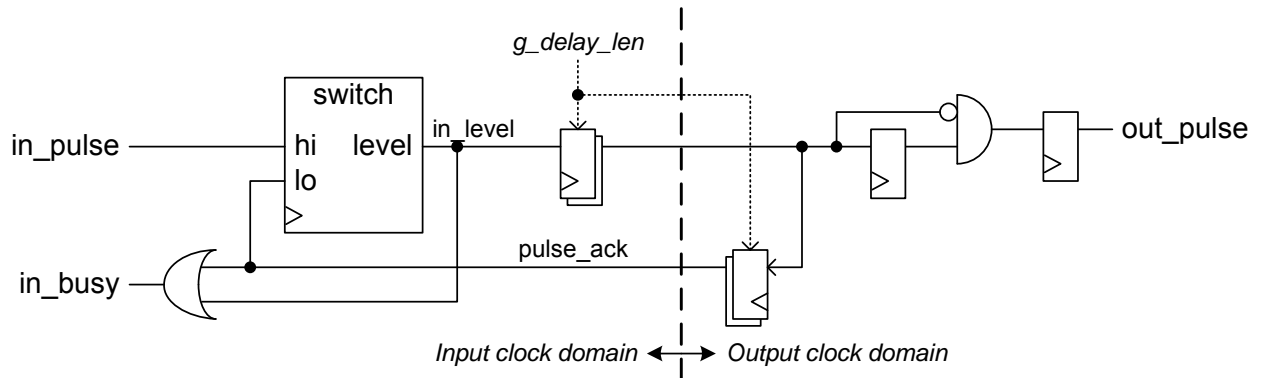 g_delay_len
switch
in_pulse
hi
level
in_level
out_pulse
lo
pulse_ack
in_busy
Input clock domain
Output clock domain